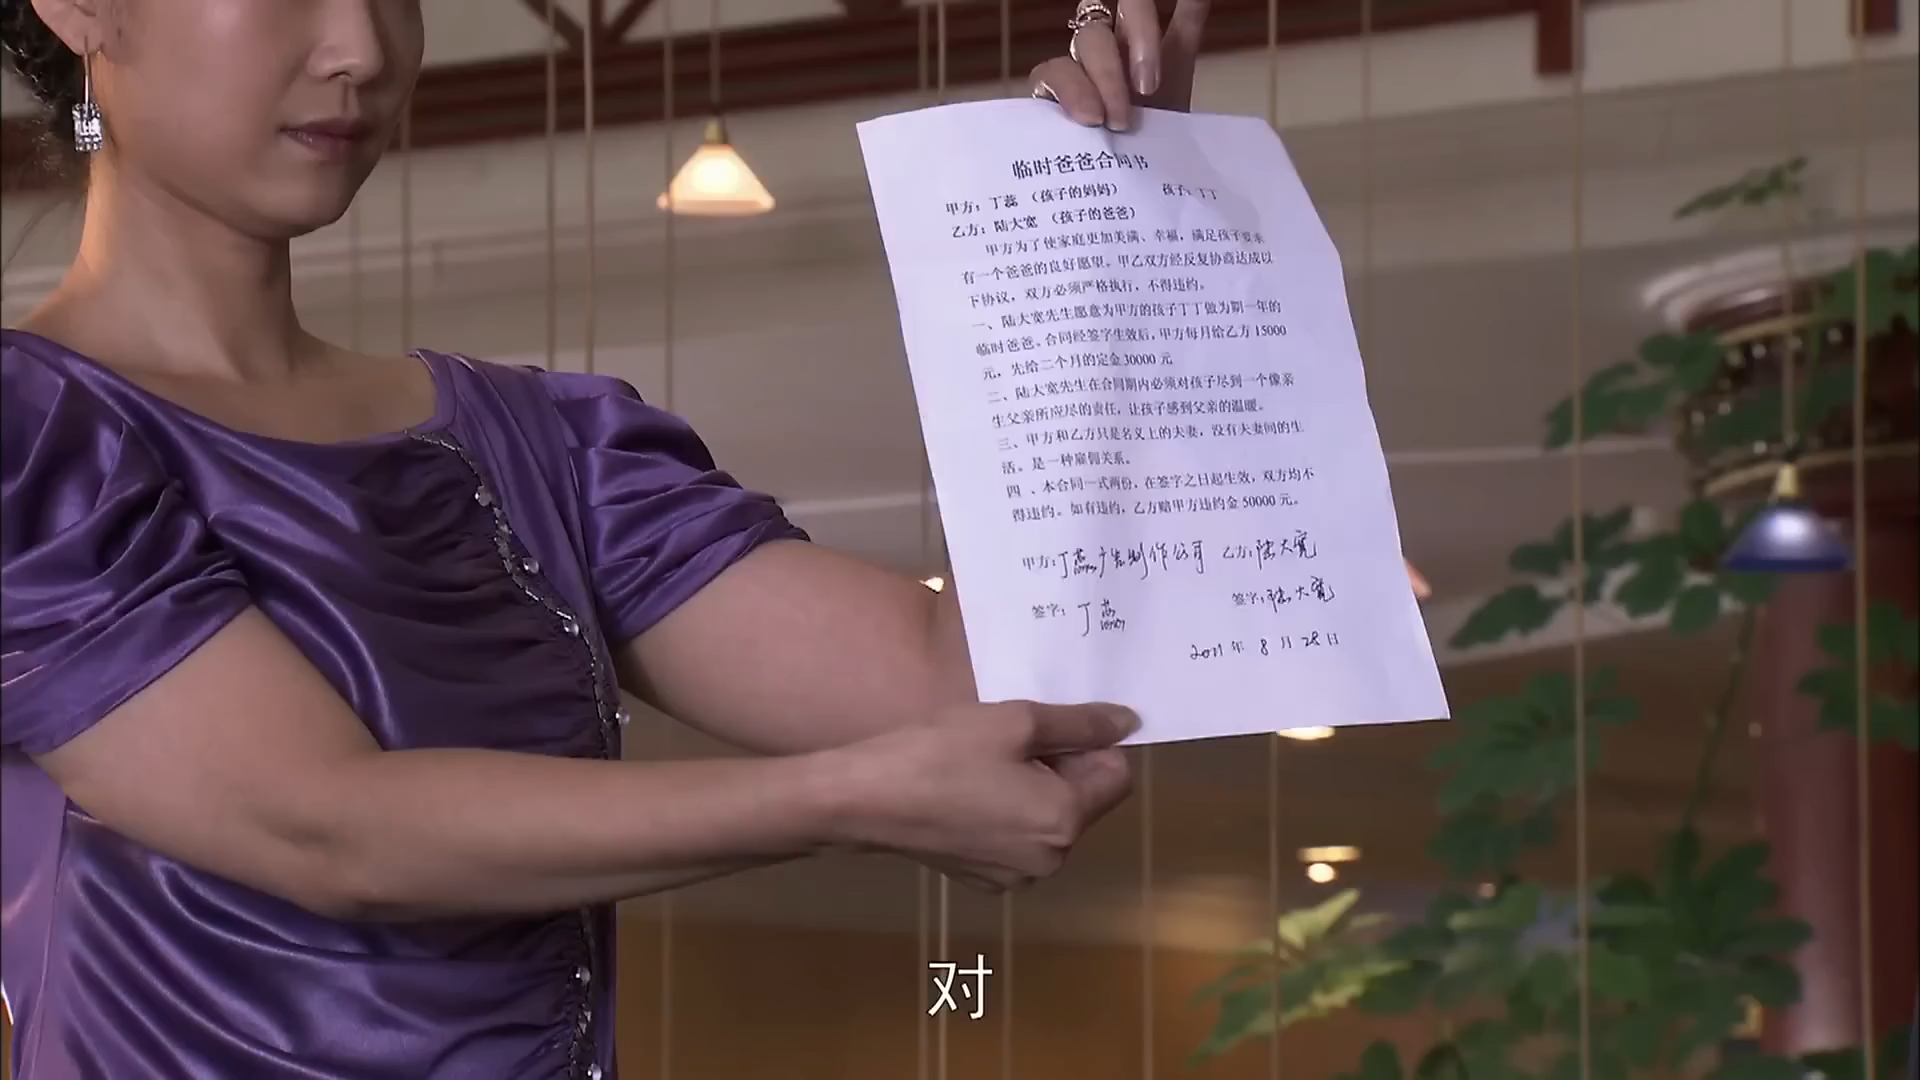 临时爸爸合同书
甲方：丁蕊 （孩子的妈妈） 孩子：丁丁
乙方：陆大宽 （孩子的爸爸）
甲方为了使家庭更加美满、幸福，满足孩子要求
有一个爸爸的良好愿望。甲乙双方经反复协商达成以
下协议，双方必须严格执行，不得违约。
一、陆大宽先生愿意为甲方的孩子丁丁做为期一年的
临时爸爸。合同经签字生效后，甲方每月给乙方15000
元，先给二个月的定金30000 元
二、陆大宽先生在合同期内必须对孩子尽到一个像亲
生父亲所应尽的责任，让孩子感到父亲的温暖。
三、甲方和乙方只是名义上的夫妻，没有夫妻间的生
活。是一种雇佣关系。
四 、本合同一式两份，在签字之日起生效，双方均不
得违约。如有违约，乙方赔甲方违约金 50000 元。
甲方：丁蕊广告制作公司 乙方：陆大宽
签字：丁蕊 签字：陆大宽
2011 年 8 月 28 日
对